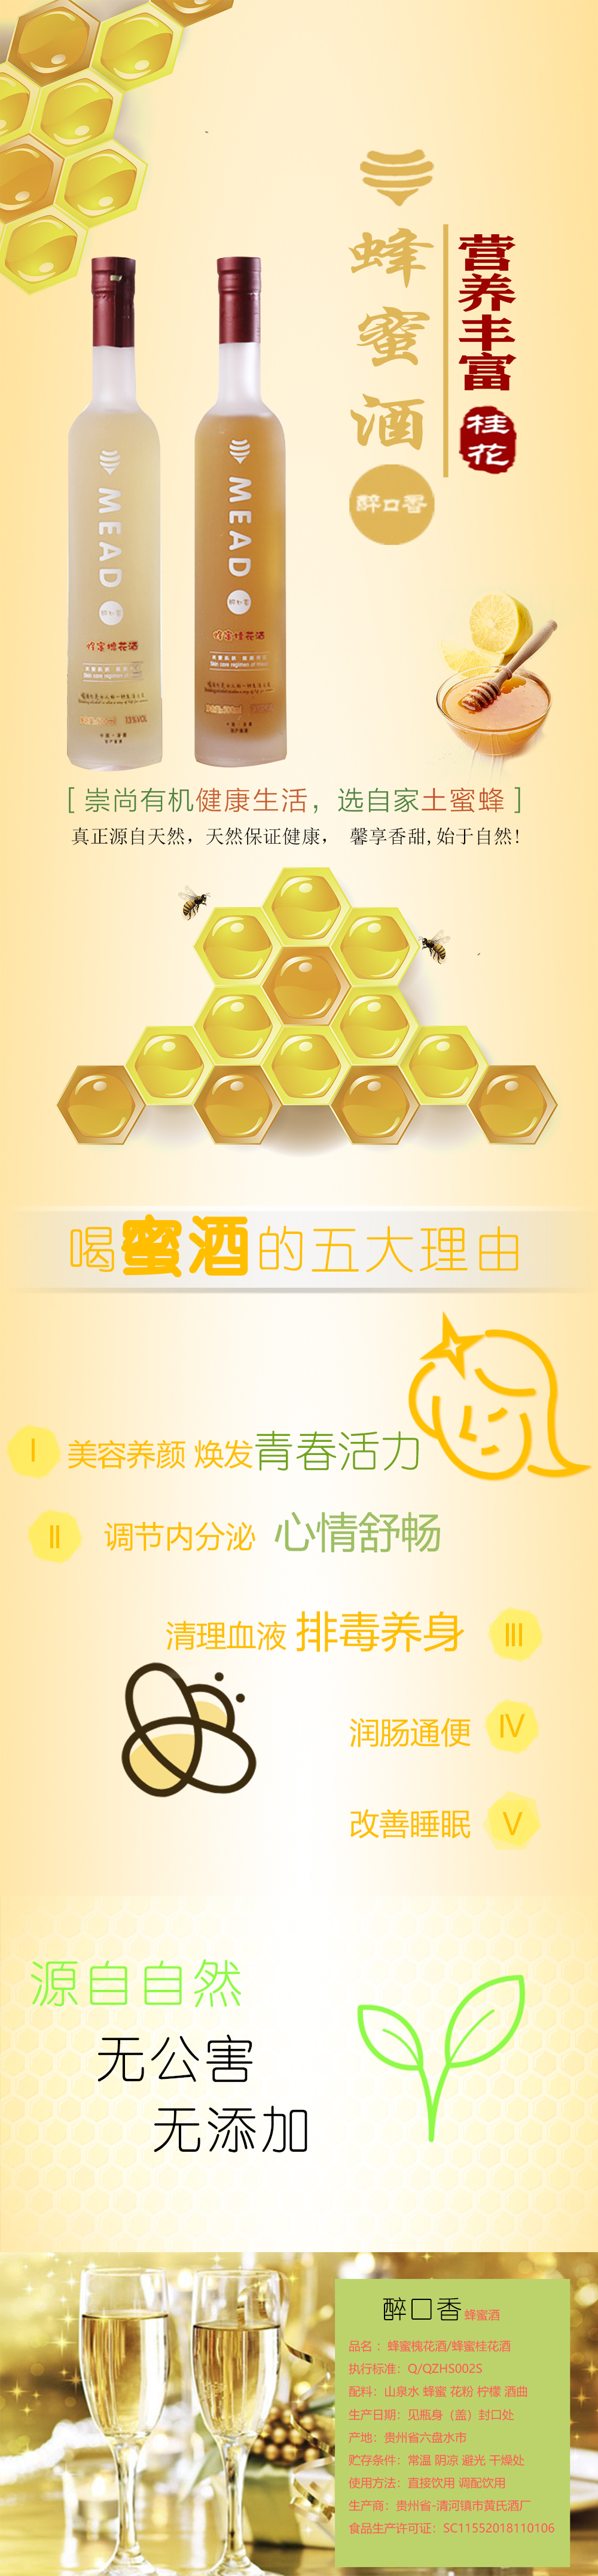 蜂蜜酒
醉口香
营养丰富
桂花
MEAD
MEAD
蜂蜜桂花酒
[ 崇尚有机健康生活，选自家土蜜蜂 ]
真正源自天然，天然保证健康， 馨享香甜,始于自然!
喝蜜酒的五大理由
Ⅰ 美容养颜 焕发青春活力
Ⅱ 调节内分泌 心情舒畅
清理血液 排毒养身 Ⅲ
润肠通便 Ⅳ
改善睡眠 Ⅴ
源自自然
无公害
无添加
醉口香 蜂蜜酒
品名 ：蜂蜜槐花酒/蜂蜜桂花酒
执行标准：Q/QZHS002S
配料：山泉水 蜂蜜 花粉 柠檬 酒曲
生产日期：见瓶身（盖）封口处
产地：贵州省六盘水市
贮存条件：常温 阴凉 避光 干燥处
使用方法：直接饮用 调配饮用
生产商：贵州省-清河镇市黄氏酒厂
食品生产许可证：SC11552018110106